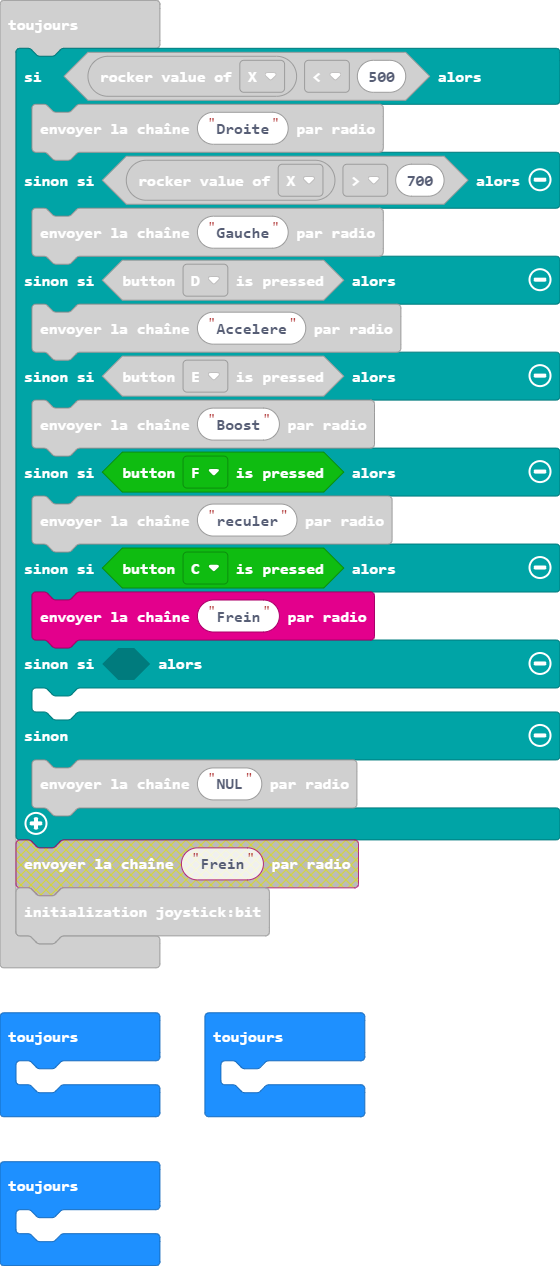 toujours
si rocker value of X < 500 alors
envoyer la chaîne "Droite" par radio
sinon si rocker value of X > 700 alors
envoyer la chaîne "Gauche" par radio
sinon si button D is pressed alors
envoyer la chaîne "Accelere" par radio
sinon si button E is pressed alors
envoyer la chaîne "Boost" par radio
sinon si button F is pressed alors
envoyer la chaîne "reculer" par radio
sinon si button C is pressed alors
envoyer la chaîne "Frein" par radio
sinon si alors
sinon
envoyer la chaîne "NUL" par radio
envoyer la chaîne "Frein" par radio
initialization joystick:bit
toujours toujours
toujours